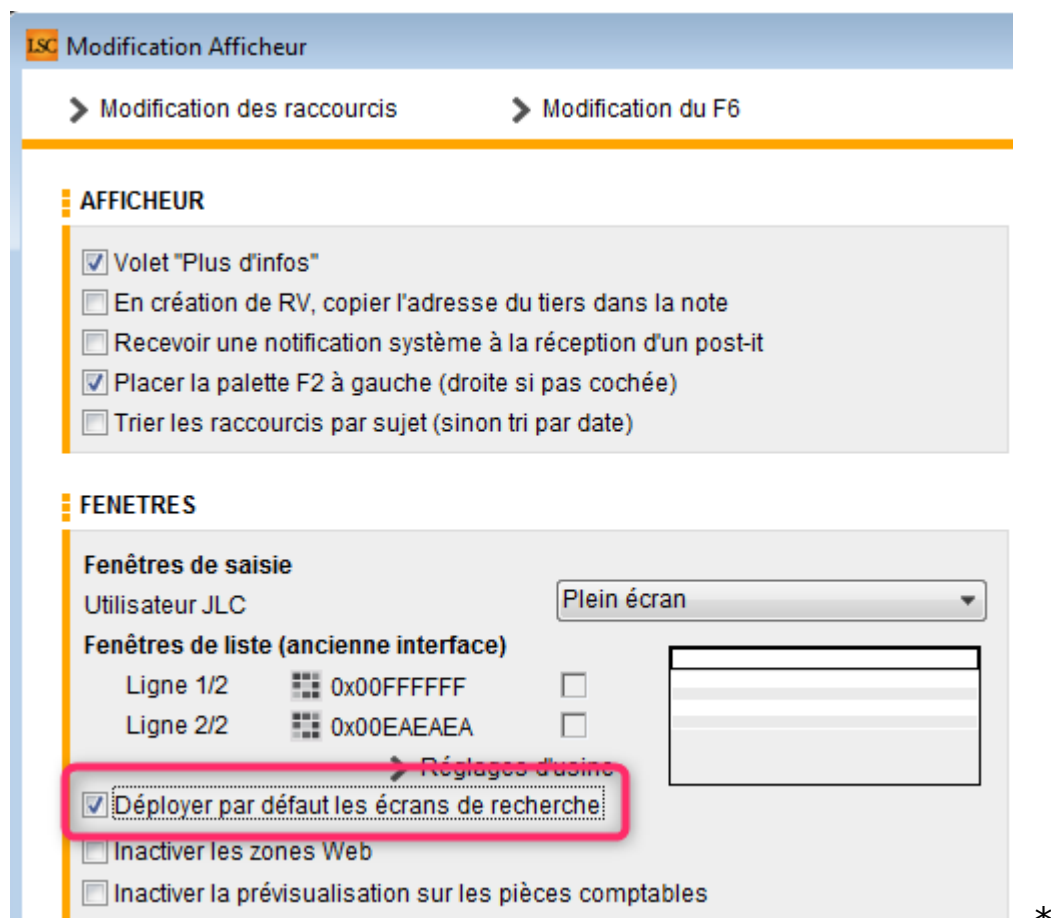 LSC Modification Afficheur
Modification des raccourcis Modification du F6
AFFICHEUR
Volet "Plus d'infos"
En création de RV, copier l'adresse du tiers dans la note
Recevoir une notification système à la réception d'un post-it
Placer la palette F2 à gauche (droite si pas cochée)
Trier les raccourcis par sujet (sinon tri par date)
FENETRES
Fenêtres de saisie
Utilisateur JLC Plein écran
Fenêtres de liste (ancienne interface)
Ligne 1/2 0x00FFFFFF
Ligne 2/2 0x00EAEAEA
Réglages d'usine
Déployer par défaut les écrans de recherche
Inactiver les zones Web
Inactiver la prévisualisation sur les pièces comptables
*